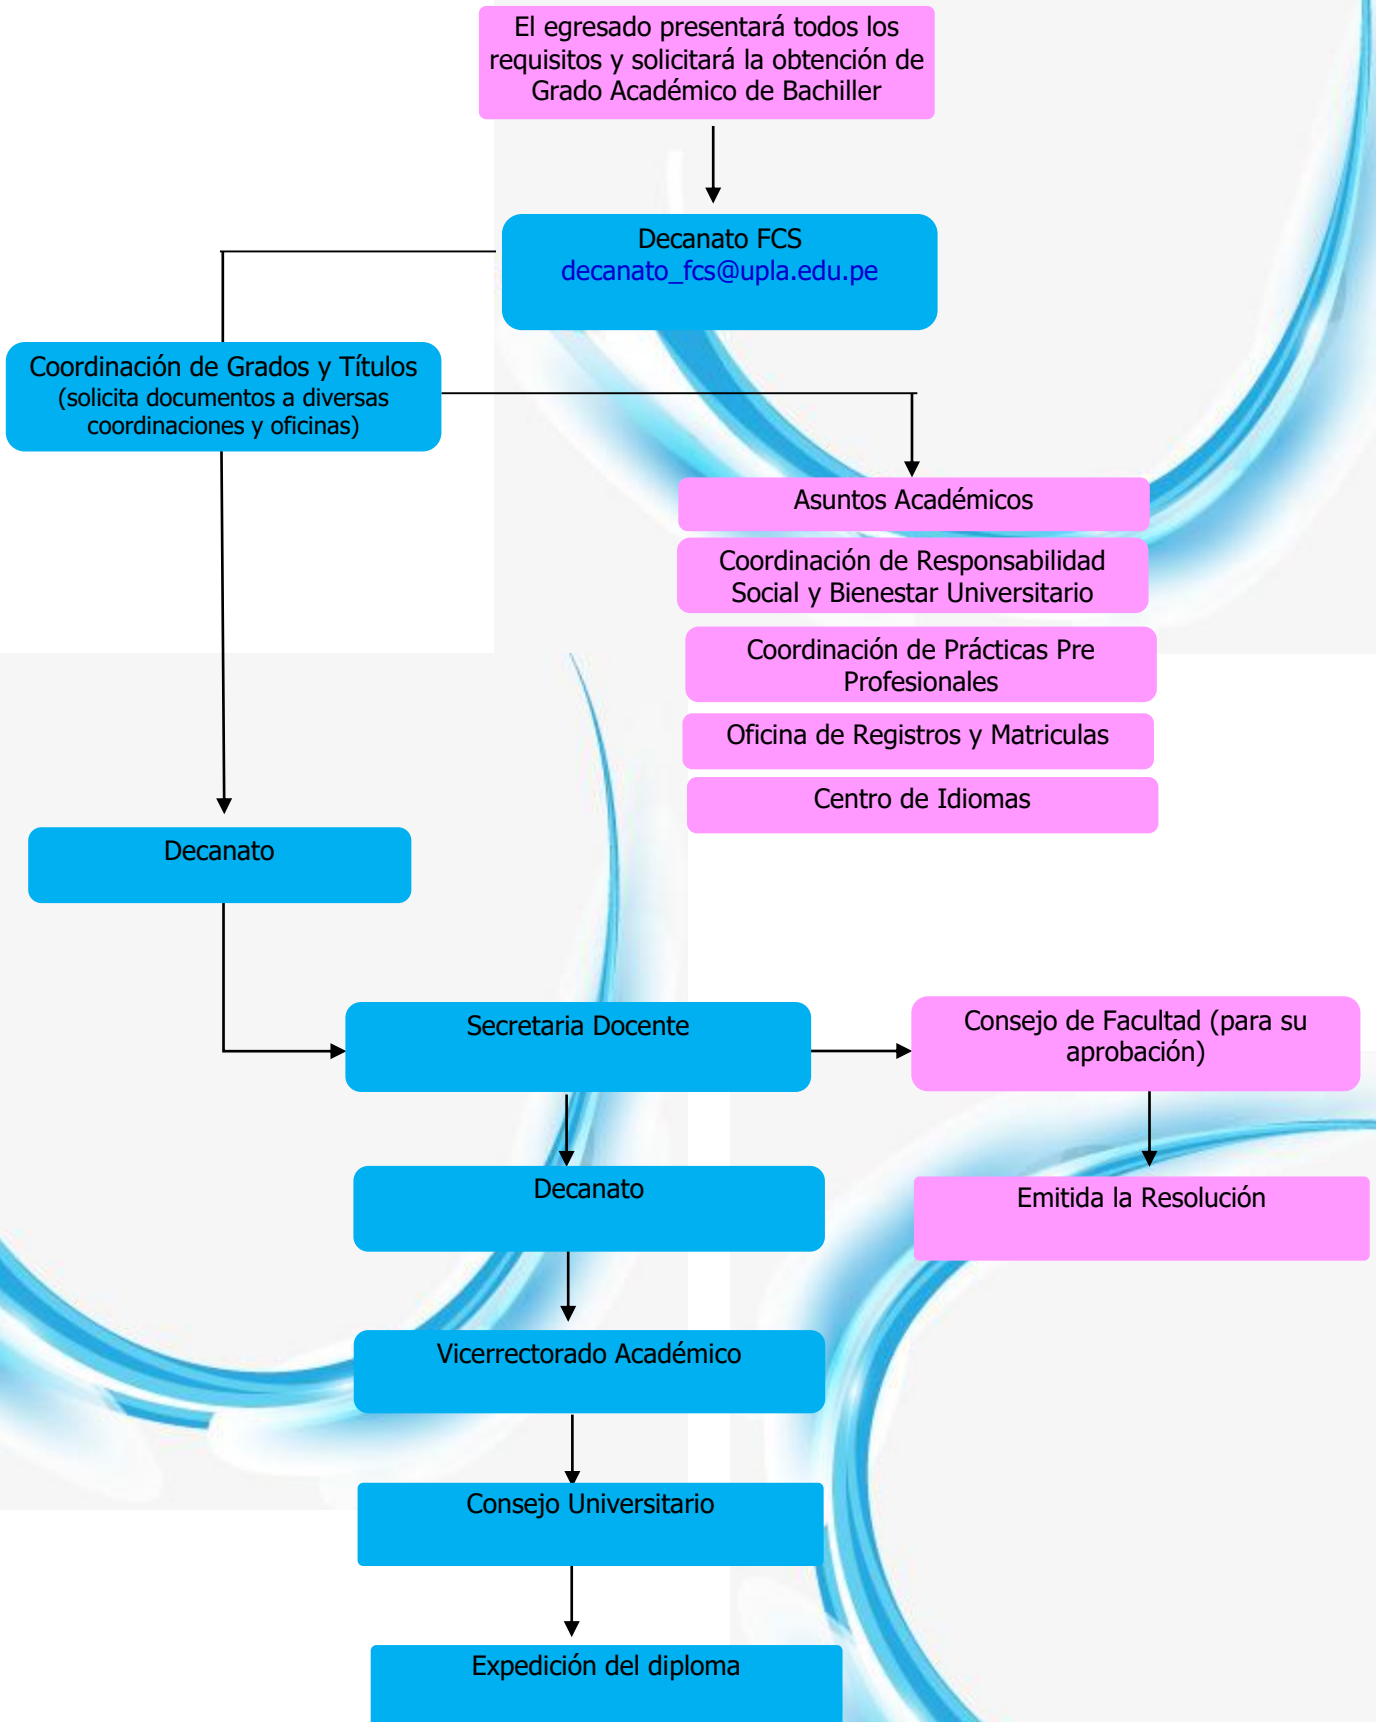 El egresado presentará todos los
requisitos y solicitará la obtención de
Grado Académico de Bachiller
Decanato FCS
decanato_fcs@upla.edu.pe
Coordinación de Grados y Títulos
(solicita documentos a diversas
coordinaciones y oficinas)
Asuntos Académicos
Coordinación de Responsabilidad
Social y Bienestar Universitario
Coordinación de Prácticas Pre
Profesionales
Oficina de Registros y Matriculas
Centro de Idiomas
Decanato
Secretaria Docente
Consejo de Facultad (para su
aprobación)
Decanato
Emitida la Resolución
Vicerrectorado Académico
Consejo Universitario
Expedición del diploma